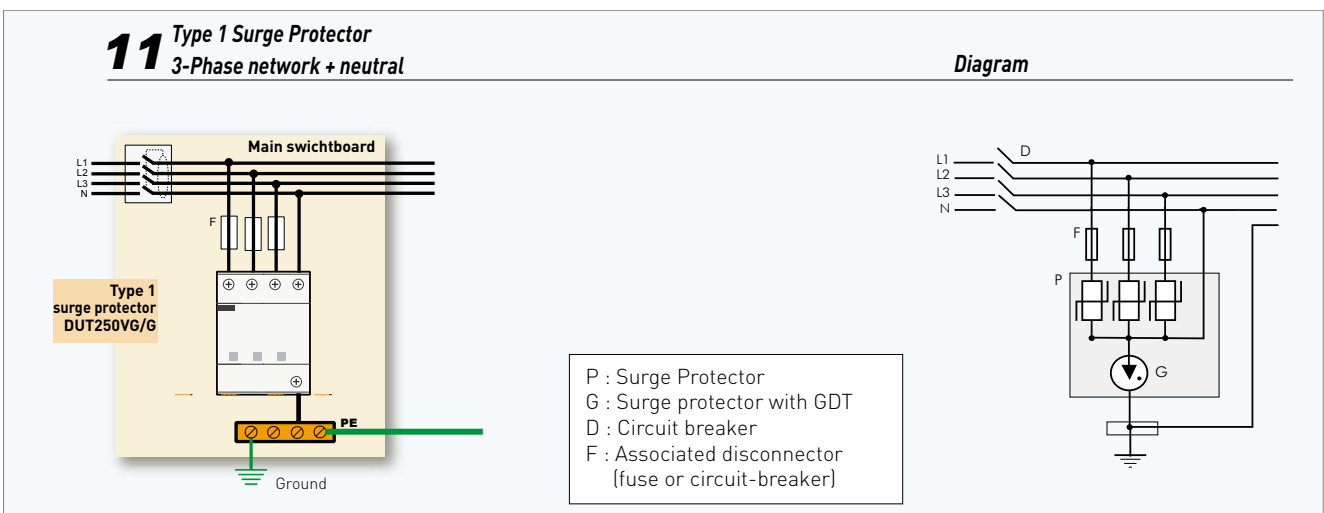 11 Type 1 Surge Protector
3-Phase network + neutral
Diagram
Main swichtboard
L1
L2
L3
N
F
Type 1
surge protector
DUT250VG/G
PE
Ground
P : Surge Protector
G : Surge protector with GDT
D : Circuit breaker
F : Associated disconnector
(fuse or circuit-breaker)
D
L1
L2
L3
N
F
P
G